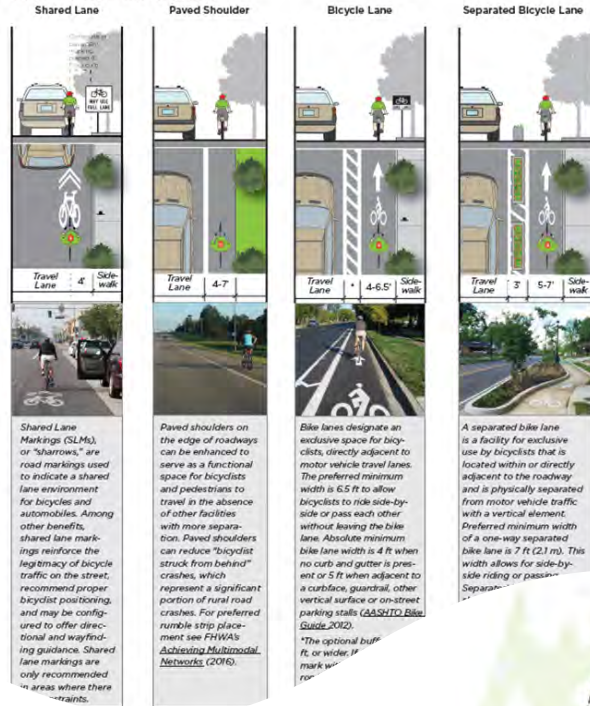 Shared Lane
MAY USE
FULL LANE
Travel
Lane
4'
Side-
walk
Shared Lane
Markings (SLMs),
or "sharrows," are
road markings used
to indicate a shared
lane environment
for bicycles and
automobiles. Among
other benefits,
shared lane mark-
ings reinforce the
legitimacy of bicycle
traffic on the street,
recommend proper
bicyclist positioning,
and may be config-
ured to offer direc-
tional and wayfind-
ing guidance. Shared
lane markings are
only recommended
in areas where there
Paved Shoulder
Travel
Lane
4-7'
Paved shoulders on
the edge of roadways
can be enhanced to
serve as a functional
space for bicyclists
and pedestrians to
travel in the absence
of other facilities
with more separa-
tion. Paved shoulders
can reduce "bicyclist
struck from behind"
crashes, which
represent a significant
portion of rural road
crashes. For preferred
rumble strip place-
ment see FHWA's
Achieving Multimodal
Networks (2016).
Bicycle Lane
Travel
Lane
*
4-6.5'
Side-
walk
Bike lanes designate an
exclusive space for bicy-
clists, directly adjacent to
motor vehicle travel lanes.
The preferred minimum
width is 6.5 ft to allow
bicyclists to ride side-by-
side or pass each other
without leaving the bike
lane. Absolute minimum
bike lane width is 4 ft when
no curb and gutter is pres-
ent or 5 ft when adjacent to
a curbface, guardrail, other
vertical surface or on-street
parking stalls (AASHTO Bike
Guide 2012).
*The optional
ft, or wider. If
mark
Separated Bicycle Lane
Travel
Lane
3'
5-7'
Side-
walk
A separated bike lane
is a facility for exclusive
use by bicyclists that is
located within or directly
adjacent to the roadway
and is physically separated
from motor vehicle traffic
with a vertical element.
Preferred minimum width
of a one-way separated
bike lane is 7 ft (2.1 m). This
width allows for side-by-
side riding or passing